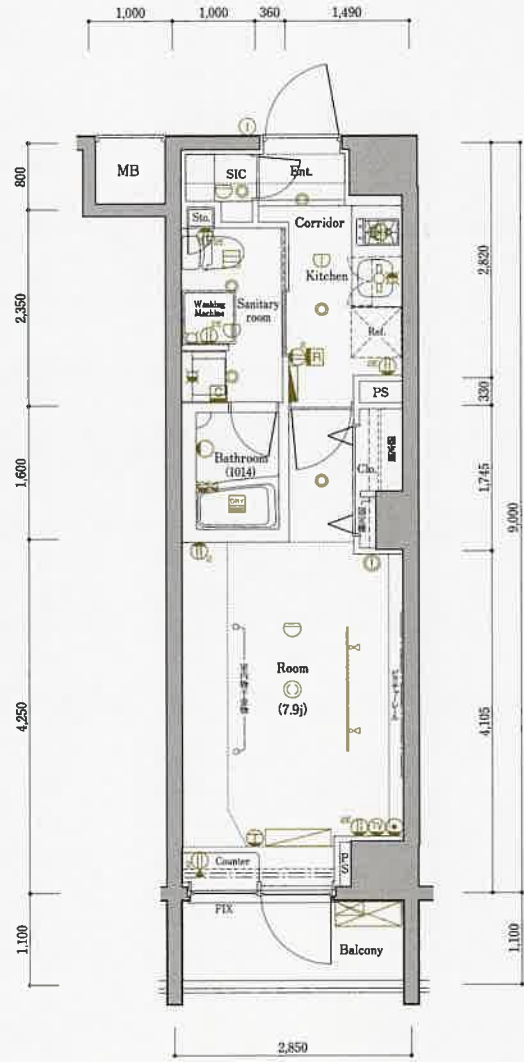 1,000
1,000
360
1,490
MB
SIC
Ent.
800
Sto.
Corridor
2,820
Kitchen
2,350
Washing
Machine
Sanitary
room
Ref.
R
C
PS
330
Bathroom
(1014)
Clo.
1,600
1,745
DRY
9,000
Room
(7.9j)
4,250
4,105
Counter
PS
FIX
Balcony
1,100
1,100
2,850